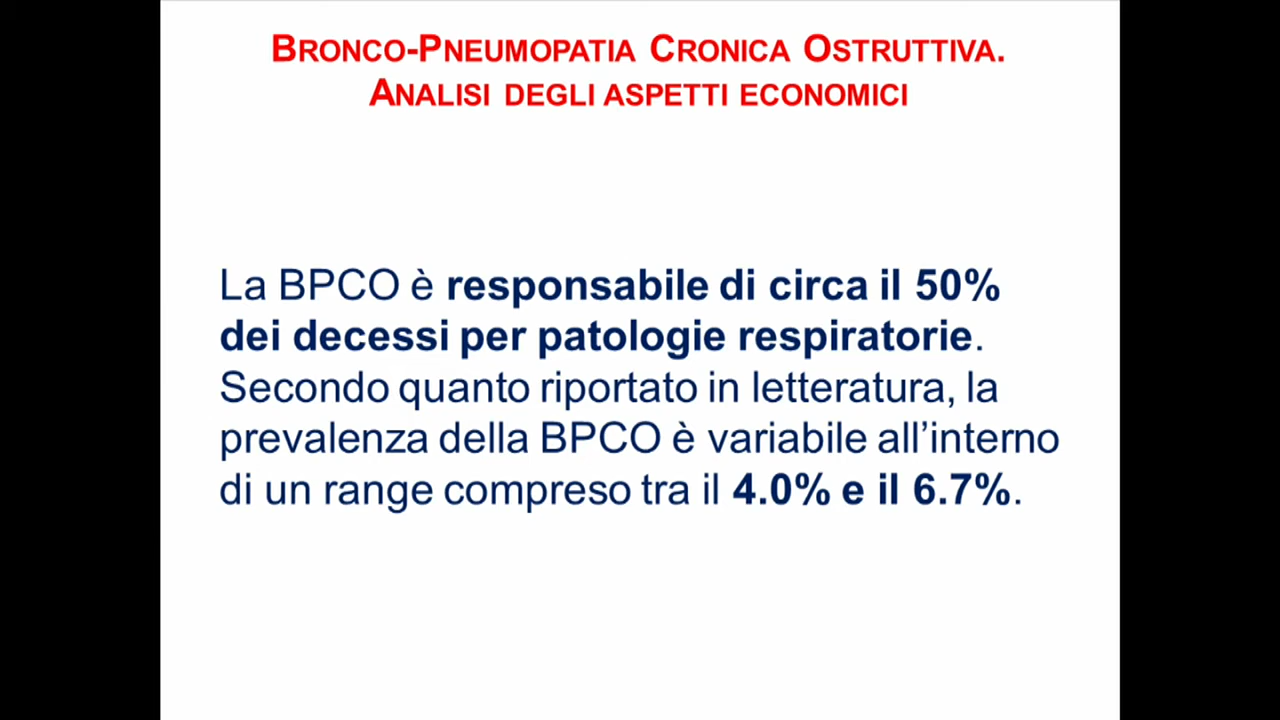 BRONCO-PNEUMOPATIA CRONICA OSTRUTTIVA.
ANALISI DEGLI ASPETTI ECONOMICI
La BPCO è responsabile di circa il 50%
dei decessi per patologie respiratorie.
Secondo quanto riportato in letteratura, la
prevalenza della BPCO è variabile all’interno
di un range compreso tra il 4.0% e il 6.7%.